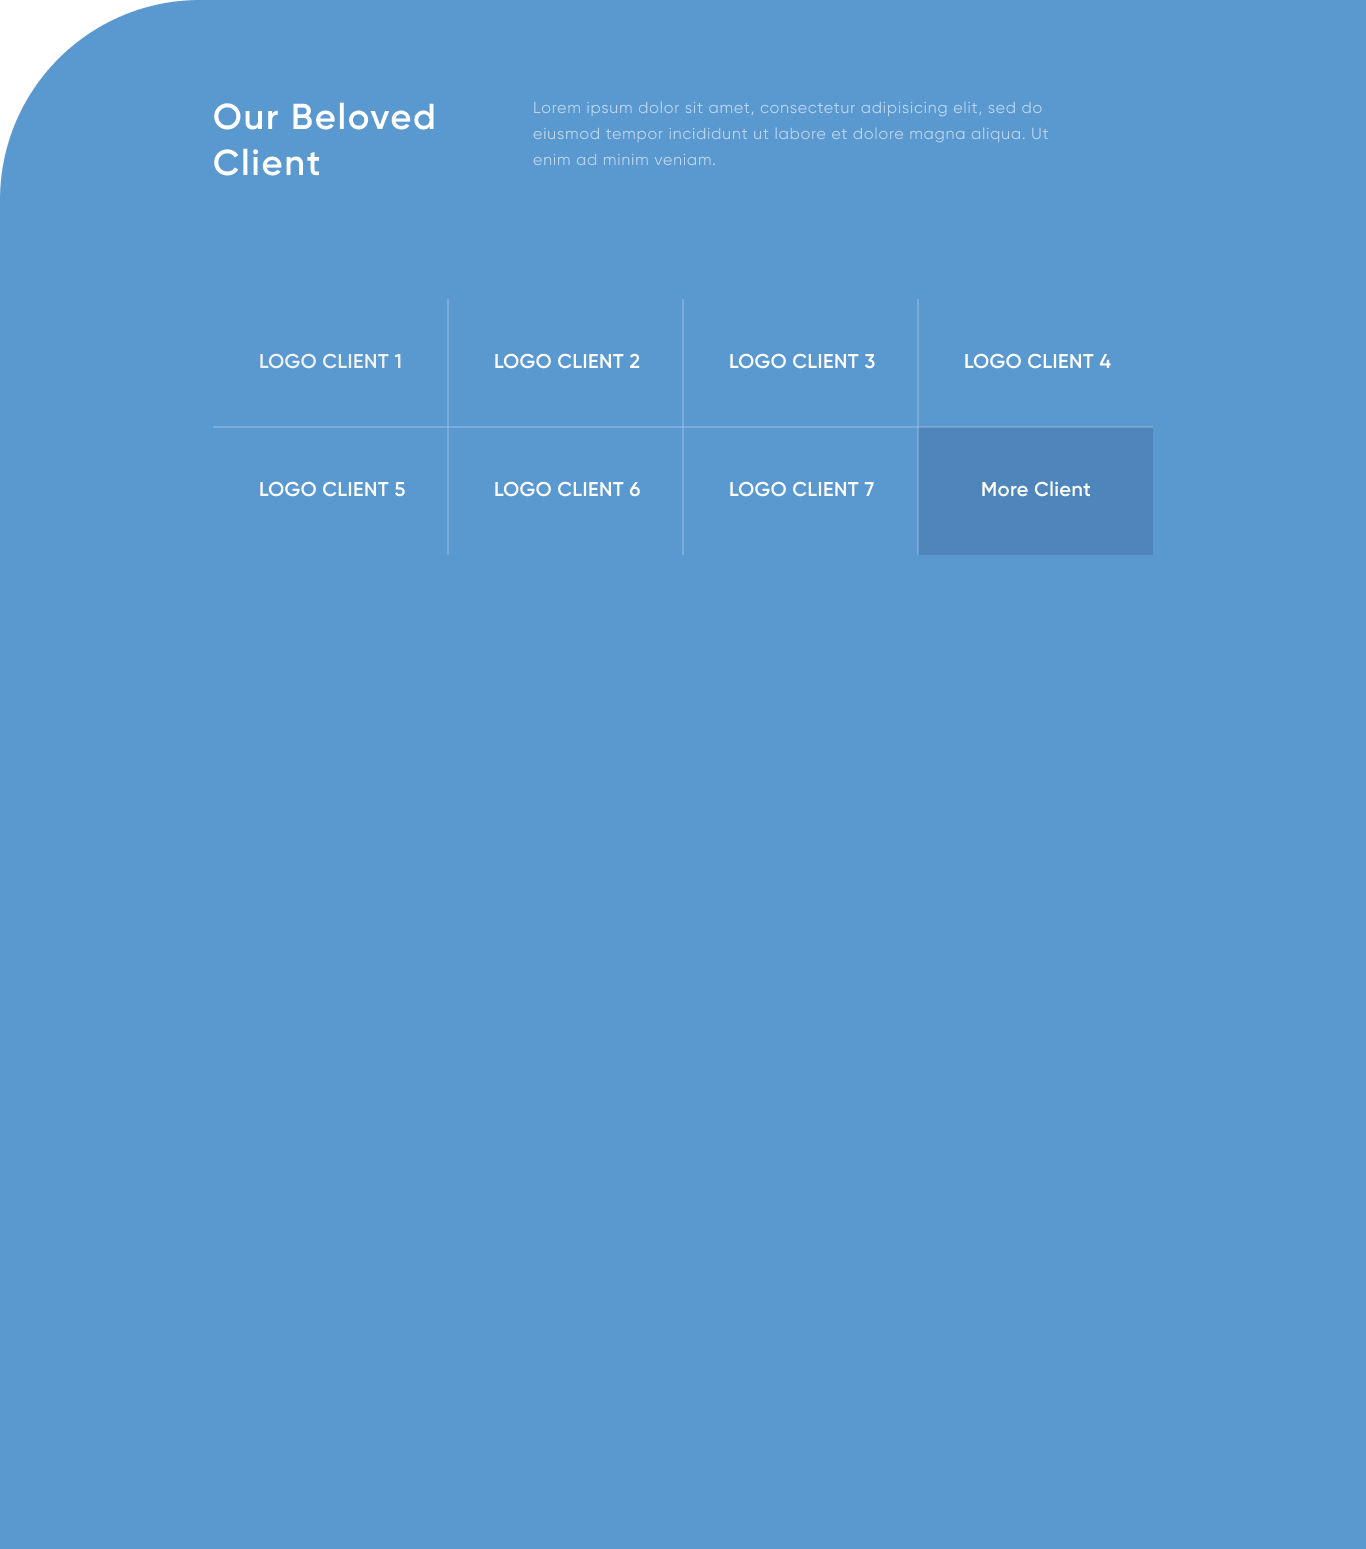 Our Beloved
Client
Lorem ipsum dolor sit amet, consectetur adipisicing elit, sed do
eiusmod tempor incididunt ut labore et dolore magna aliqua. Ut
enim ad minim veniam.
LOGO CLIENT 1
LOGO CLIENT 2
LOGO CLIENT 3
LOGO CLIENT 4
LOGO CLIENT 5
LOGO CLIENT 6
LOGO CLIENT 7
More Client